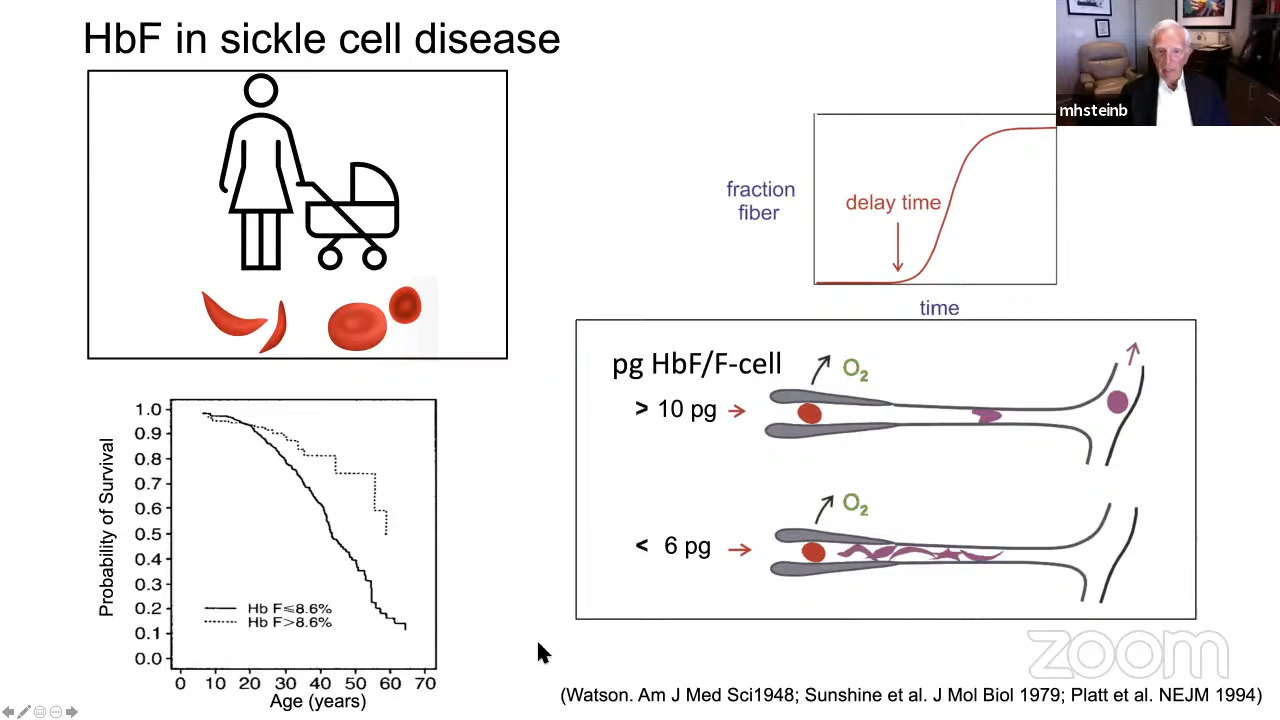 HbF in sickle cell disease
mhsteinb
fraction
fiber
delay time
time
pg HbF/F-cell
O₂
> 10 pg
O₂
< 6 pg
Probability of Survival
1.0
0.9
0.8
0.7
0.6
0.5
0.4
0.3
0.2
0.1
0.0
Hb F≤8.6%
Hb F>8.6%
0 10 20 30 40 50 60 70
Age (years)
zoom
(Watson. Am J Med Sci1948; Sunshine et al. J Mol Biol 1979; Platt et al. NEJM 1994)